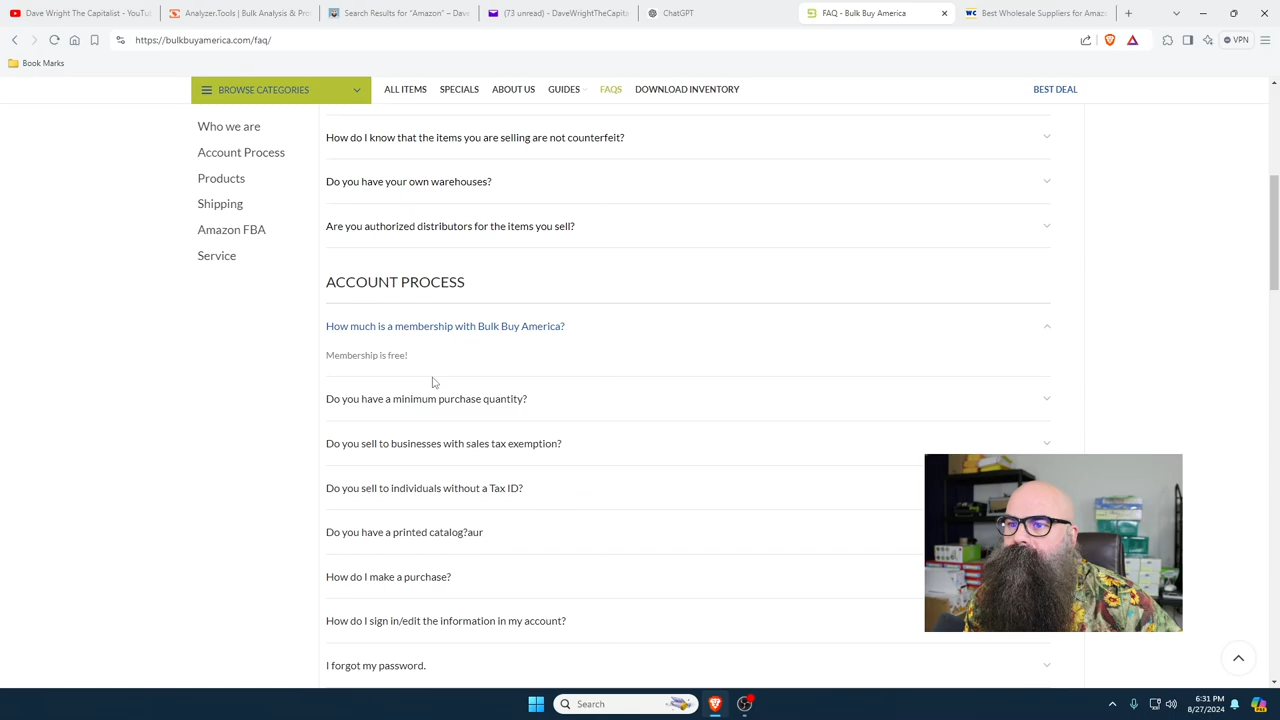 Dave Wright The Capitalist - YouTu
Analyzer.Tools | Bulk Analysis & Pr
Search Results for "Amazon" – Dave
(73 unread) - DaveWrightTheCapita
ChatGPT
FAQ - Bulk Buy America
Best Wholesale Suppliers for Amazo
https://bulkbuyamerica.com/faq/
VPN
Book Marks
BROWSE CATEGORIES
ALL ITEMS
SPECIALS
ABOUT US
GUIDES
FAQS
DOWNLOAD INVENTORY
BEST DEAL
Who we are
Account Process
Products
Shipping
Amazon FBA
Service
How do I know that the items you are selling are not counterfeit?
Do you have your own warehouses?
Are you authorized distributors for the items you sell?
ACCOUNT PROCESS
How much is a membership with Bulk Buy America?
Membership is free!
Do you have a minimum purchase quantity?
Do you sell to businesses with sales tax exemption?
Do you sell to individuals without a Tax ID?
Do you have a printed catalog?aur
How do I make a purchase?
How do I sign in/edit the information in my account?
I forgot my password.
Search
6:31 PM
8/27/2024